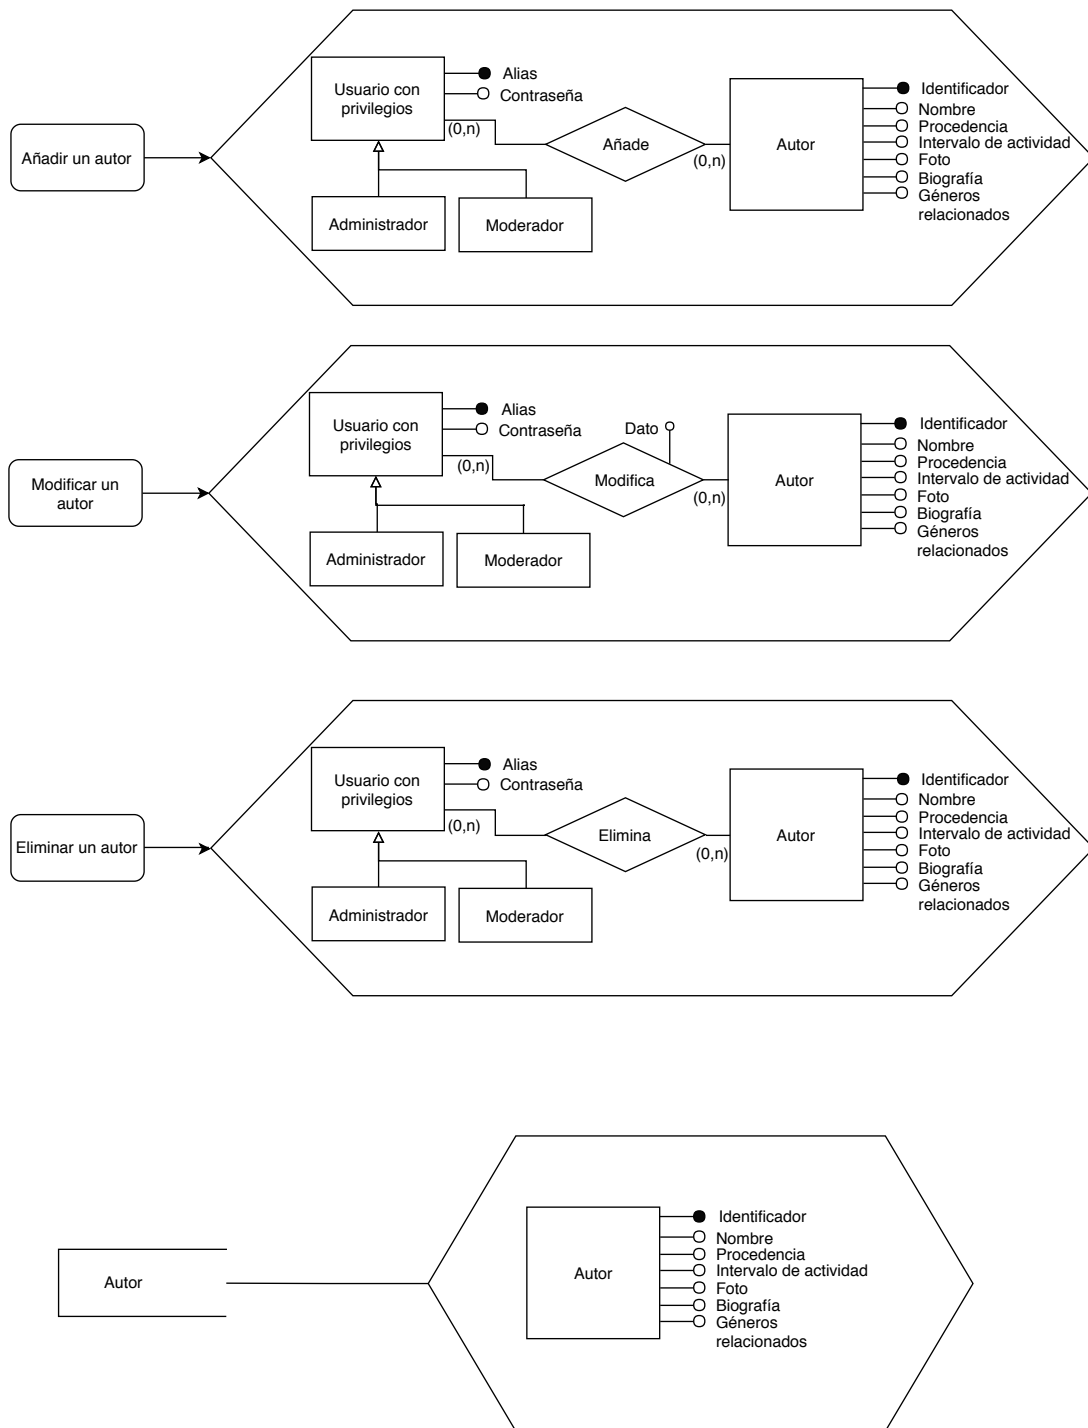 Añadir un autor
Usuario con
privilegios
Alias
Contraseña
(0,n)
Añade
(0,n)
Autor
Identificador
Nombre
Procedencia
Intervalo de actividad
Foto
Biografía
Géneros
relacionados
Administrador
Moderador
Modificar un
autor
Usuario con
privilegios
Alias
Contraseña
(0,n)
Dato
Modifica
(0,n)
Autor
Identificador
Nombre
Procedencia
Intervalo de actividad
Foto
Biografía
Géneros
relacionados
Administrador
Moderador
Eliminar un autor
Usuario con
privilegios
Alias
Contraseña
(0,n)
Elimina
(0,n)
Autor
Identificador
Nombre
Procedencia
Intervalo de actividad
Foto
Biografía
Géneros
relacionados
Administrador
Moderador
Autor
Autor
Identificador
Nombre
Procedencia
Intervalo de actividad
Foto
Biografía
Géneros
relacionados